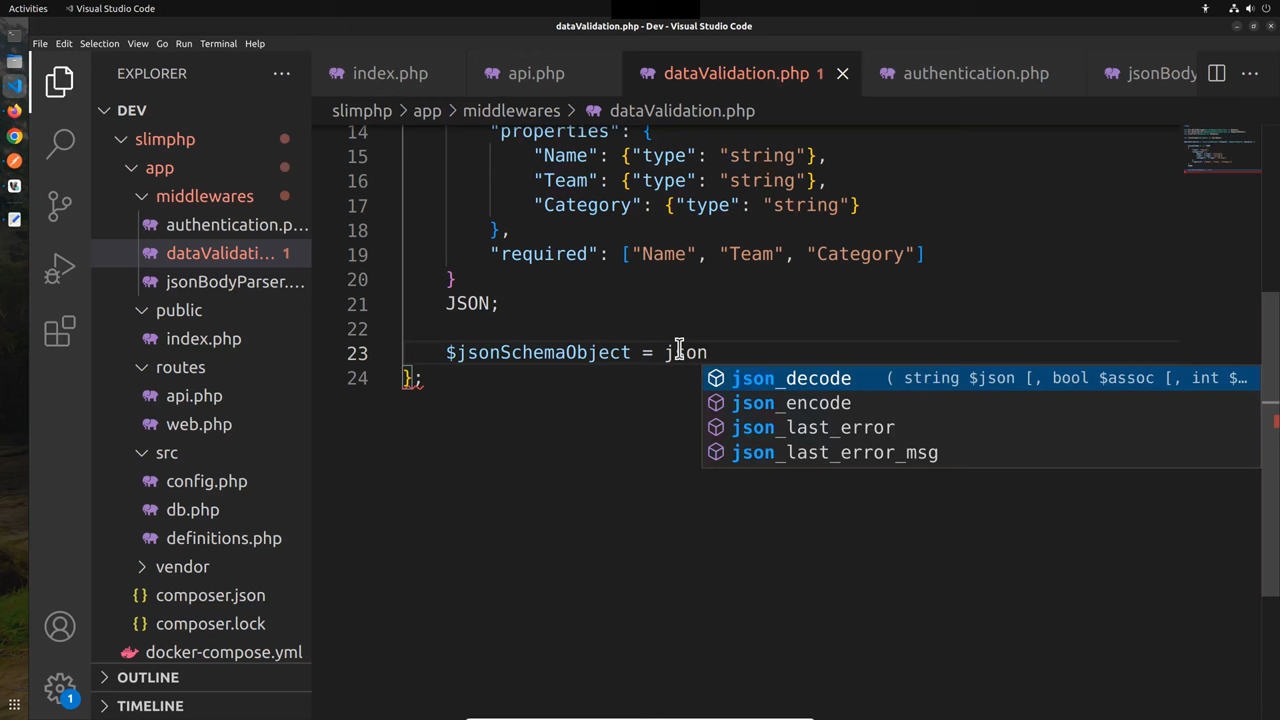 Activities
Visual Studio Code
dataValidation.php - Dev - Visual Studio Code
File Edit Selection View Go Run Terminal Help
EXPLORER
DEV
slimphp
app
middlewares
authentication.p...
dataValidati... 1
jsonBodyParser....
public
index.php
routes
api.php
web.php
src
config.php
db.php
definitions.php
vendor
composer.json
composer.lock
docker-compose.yml
OUTLINE
TIMELINE
1
index.php
api.php
dataValidation.php 1
authentication.php
jsonBody
slimphp > app > middlewares > dataValidation.php
14 "properties": {
15 "Name": {"type": "string"},
16 "Team": {"type": "string"},
17 "Category": {"type": "string"}
18 },
19 "required": ["Name", "Team", "Category"]
20 }
21 JSON;
22
23 $jsonSchemaObject = json
24 };
json_decode ( string $json [, bool $assoc [, int $…
json_encode
json_last_error
json_last_error_msg